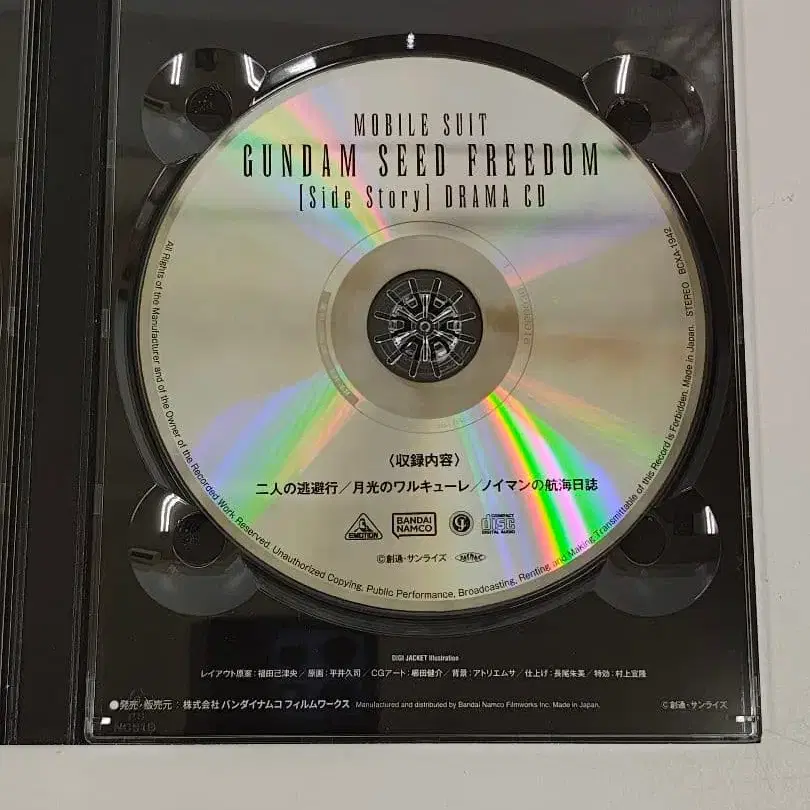 MOBILE SUIT
GUNDAM SEED FREEDOM
[Side Story] DRAMA CD
All Rights of the Manufacturer and of the Owner of the Recorded Work Reserved. Unauthorized Copying, Public Performance, Broadcasting, Renting and Making Transmittable of this Record is Forbidden. Made in Japan. STEREO BCXA-1942
〈収録内容〉
二人の逃避行／月光のワルキューレ／ノイマンの航海日誌
EMOTION
BANDAI
NAMCO
COMPACT
disc
DIGITAL AUDIO
©創通・サンライズ
DIGI JACKET Illustration
レイアウト原案：福田己津央／原画：平井久司／CGアート：櫛田健介／背景：アトリエムサ／仕上げ：長尾朱美／特効：村上宜隆
●発売・販売元：株式会社バンダイナムコフィルムワークス Manufactured and distributed by Bandai Namco Filmworks Inc. Made in Japan.
©創通・サンライズ